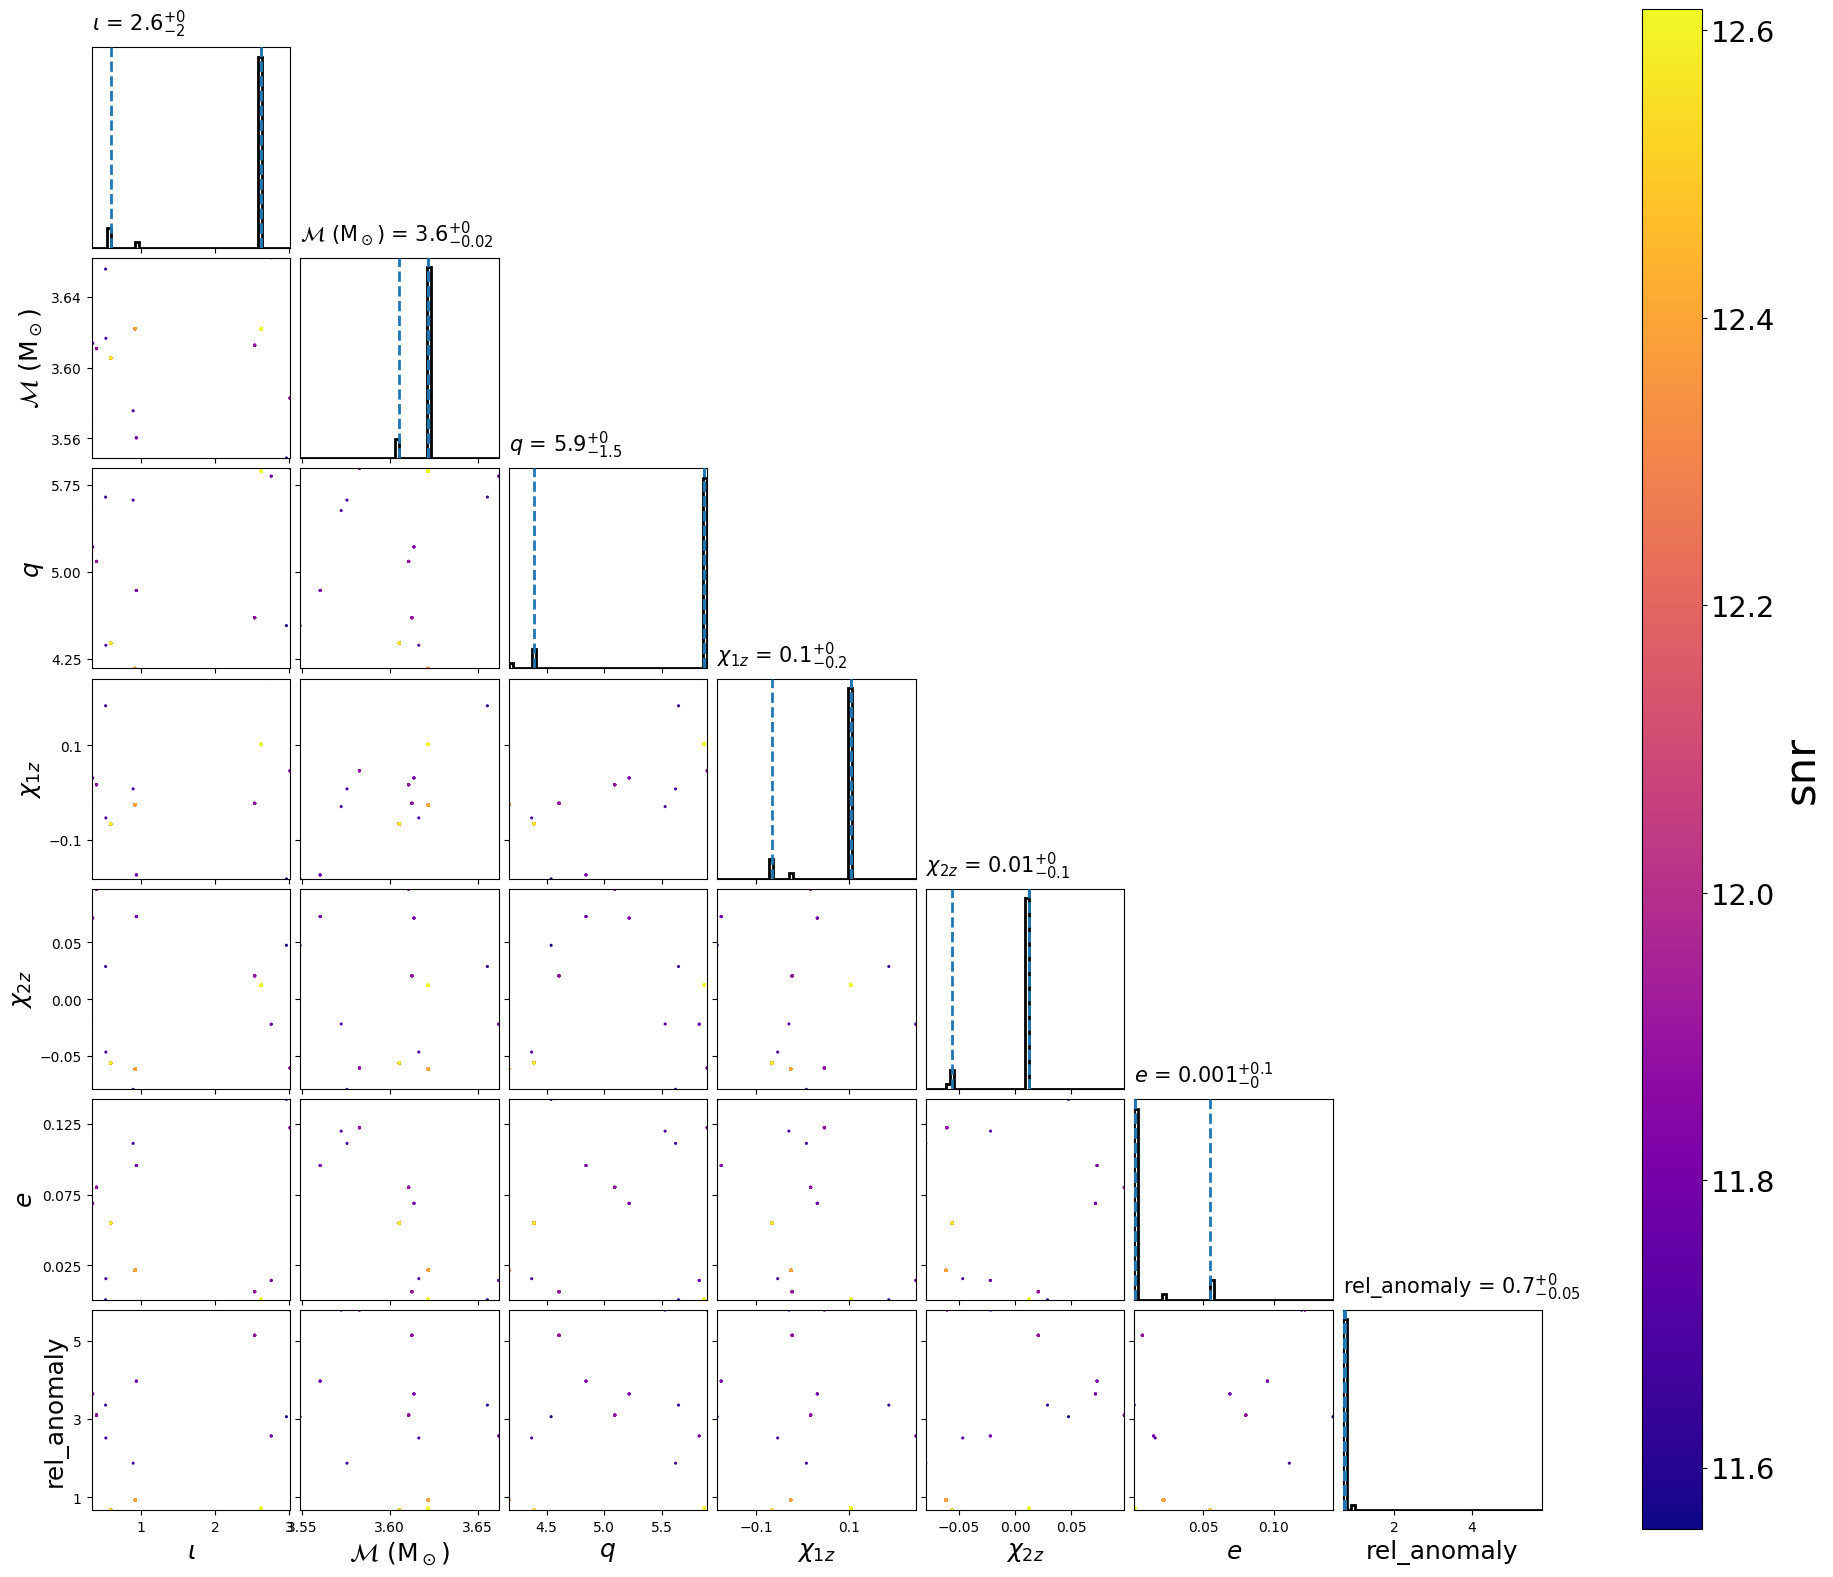 ι = 2.6+0−2
12.6
ℳ (M⊙) = 3.6+0−0.02
3.64
3.60
3.56
ℳ (M⊙)
12.4
q = 5.9+0−1.5
5.75
5.00
4.25
q
12.2
χ1z = 0.1+0−0.2
0.1
−0.1
χ1z
snr
χ2z = 0.01+0−0.1
0.05
0.00
−0.05
χ2z
12.0
e = 0.001+0.1−0
0.125
0.075
0.025
e
11.8
rel_anomaly = 0.7+0−0.05
5
3
1
rel_anomaly
11.6
1 2 3 3.55 3.60 3.65 4.5 5.0 5.5 −0.1 0.1 −0.05 0.00 0.05 0.05 0.10 2 4
ι ℳ (M⊙) q χ1z χ2z e rel_anomaly